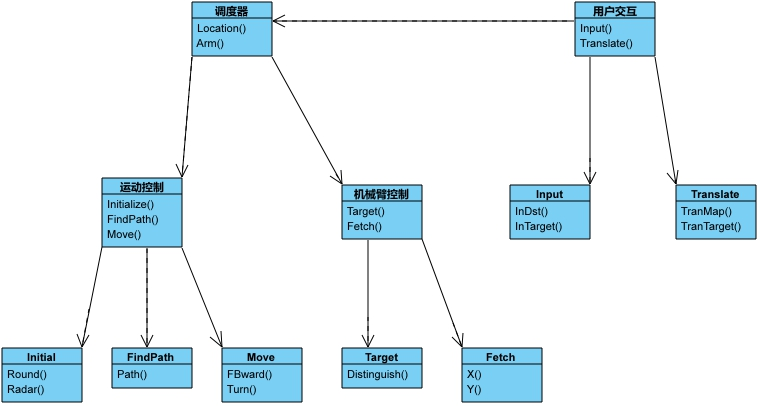 调度器
Location()
Arm()
用户交互
Input()
Translate()
运动控制
Initialize()
FindPath()
Move()
机械臂控制
Target()
Fetch()
Input
InDst()
InTarget()
Translate
TranMap()
TranTarget()
Initial
Round()
Radar()
FindPath
Path()
Move
FBward()
Turn()
Target
Distinguish()
Fetch
X()
Y()